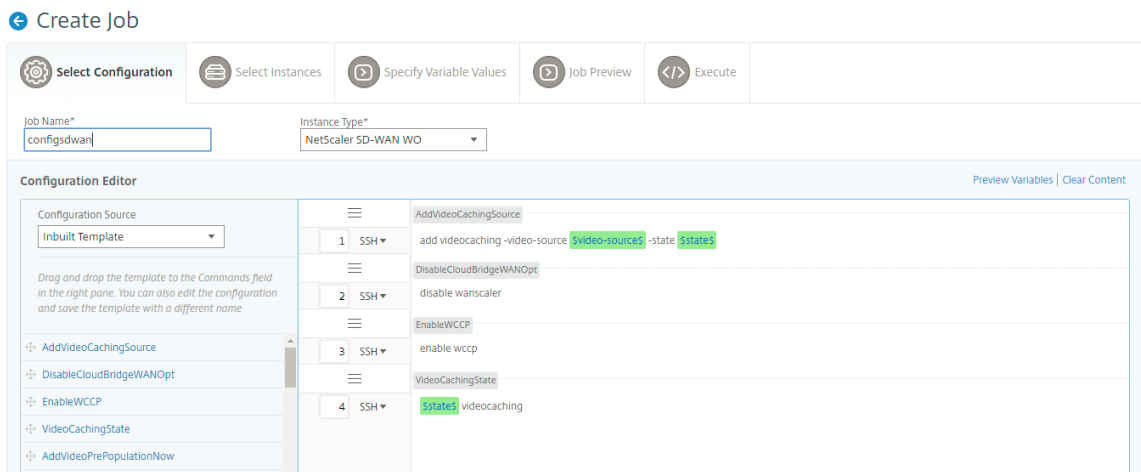 Create Job
Select Configuration
Select Instances
Specify Variable Values
Job Preview
Execute
Job Name*
configsdwan
Instance Type*
NetScaler SD-WAN WO
Configuration Editor
Preview Variables | Clear Content
Configuration Source
Inbuilt Template
Drag and drop the template to the Commands field
in the right pane. You can also edit the configuration
and save the template with a different name
AddVideoCachingSource
DisableCloudBridgeWANOpt
EnableWCCP
VideoCachingState
AddVideoPrePopulationNow
AddVideoCachingSource
1 SSH add videocaching -video-source $video-source$ -state $state$
DisableCloudBridgeWANOpt
2 SSH disable wanscaler
EnableWCCP
3 SSH enable wccp
VideoCachingState
4 SSH $state$ videocaching